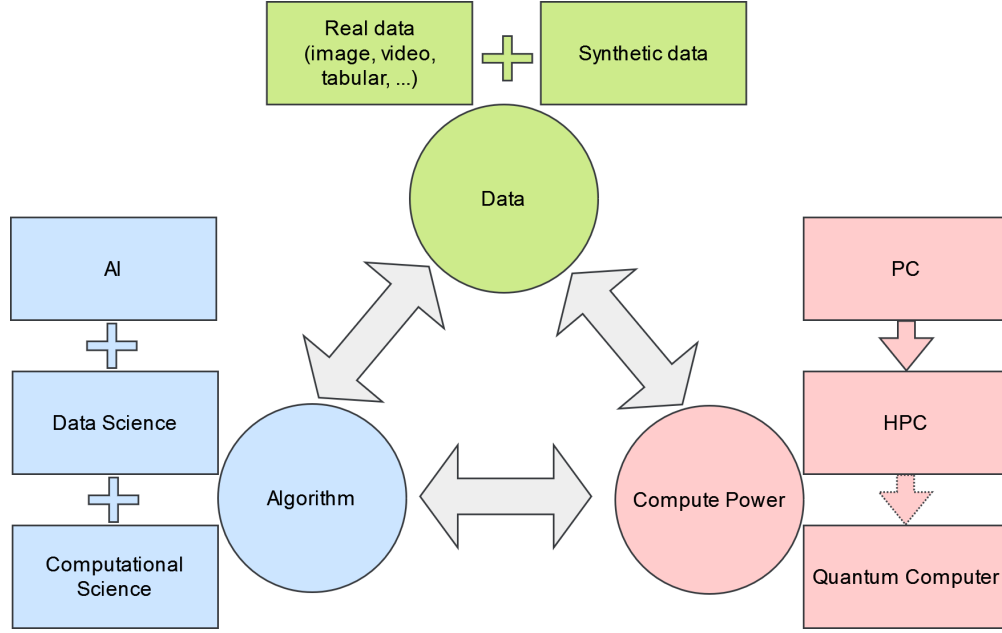 Real data
(image, video,
tabular, ...)
Synthetic data
Data
AI
PC
Data Science
HPC
Algorithm
Compute Power
Computational
Science
Quantum Computer